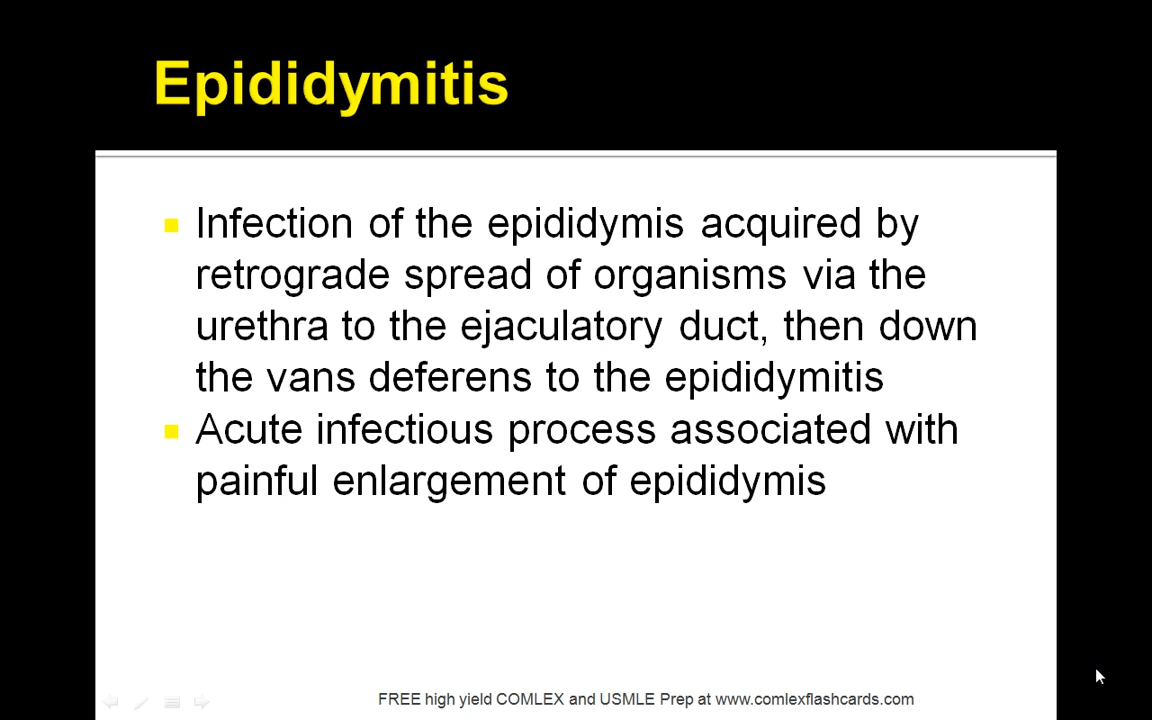 Epididymitis
Infection of the epididymis acquired by
retrograde spread of organisms via the
urethra to the ejaculatory duct, then down
the vans deferens to the epididymitis
Acute infectious process associated with
painful enlargement of epididymis
FREE high yield COMLEX and USMLE Prep at www.comlexflashcards.com